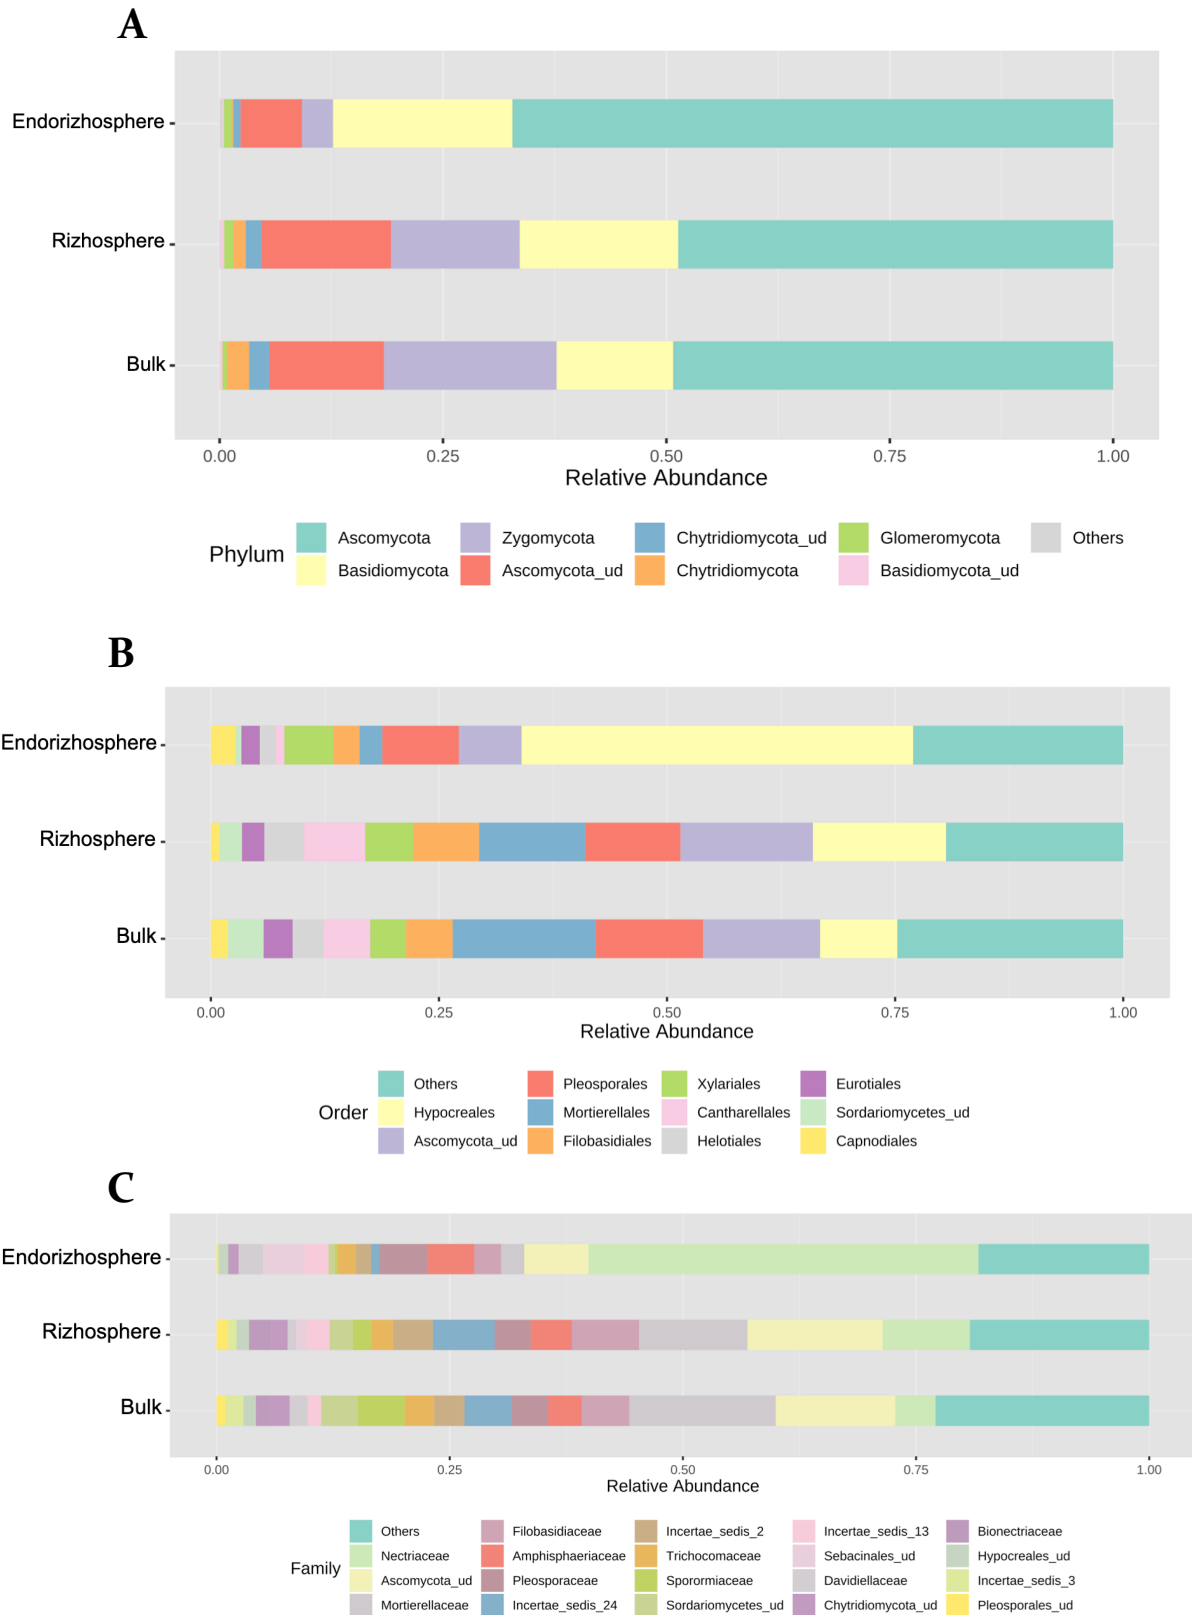 A
Endorizhosphere
Rizhosphere
Bulk
0.00 0.25 0.50 0.75 1.00
Relative Abundance
Phylum
Ascomycota Zygomycota Chytridiomycota_ud Glomeromycota Others
Basidiomycota Ascomycota_ud Chytridiomycota Basidiomycota_ud
B
Endorizhosphere
Rizhosphere
Bulk
0.00 0.25 0.50 0.75 1.00
Relative Abundance
Others Pleosporales Xylariales Eurotiales
Order Hypocreales Mortierellales Cantharellales Sordariomycetes_ud
Ascomycota_ud Filobasidiales Helotiales Capnodiales
C
Endorizhosphere
Rizhosphere
Bulk
0.00 0.25 0.50 0.75 1.00
Relative Abundance
Family
Others Filobasidiaceae Incertae_sedis_2 Incertae_sedis_13 Bionectriaceae
Nectriaceae Amphisphaeriaceae Trichocomaceae Sebacinales_ud Hypocreales_ud
Ascomycota_ud Pleosporaceae Sporormiaceae Davidiellaceae Incertae_sedis_3
Mortierellaceae Incertae_sedis_24 Sordariomycetes_ud Chytridiomycota_ud Pleosporales_ud